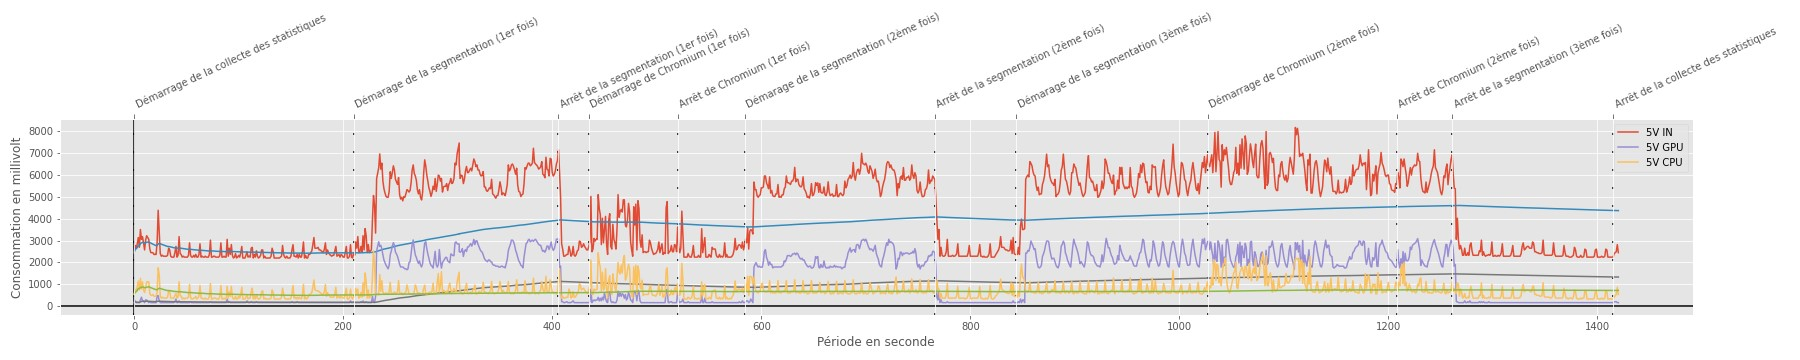 Démarrage de la collecte des statistiques
Démarage de la segmentation (1er fois)
Arrêt de la segmentation (1er fois)
Démarrage de Chromium (1er fois)
Arrêt de Chromium (1er fois)
Démarage de la segmentation (2ème fois)
Arrêt de la segmentation (2ème fois)
Démarage de la segmentation (3ème fois)
Démarrage de Chromium (2ème fois)
Arrêt de Chromium (2ème fois)
Arrêt de la segmentation (3ème fois)
Arrêt de la collecte des statistiques
Consommation en millivolt
8000
7000
6000
5000
4000
3000
2000
1000
0
5V IN
5V GPU
5V CPU
0 200 400 600 800 1000 1200 1400
Période en seconde